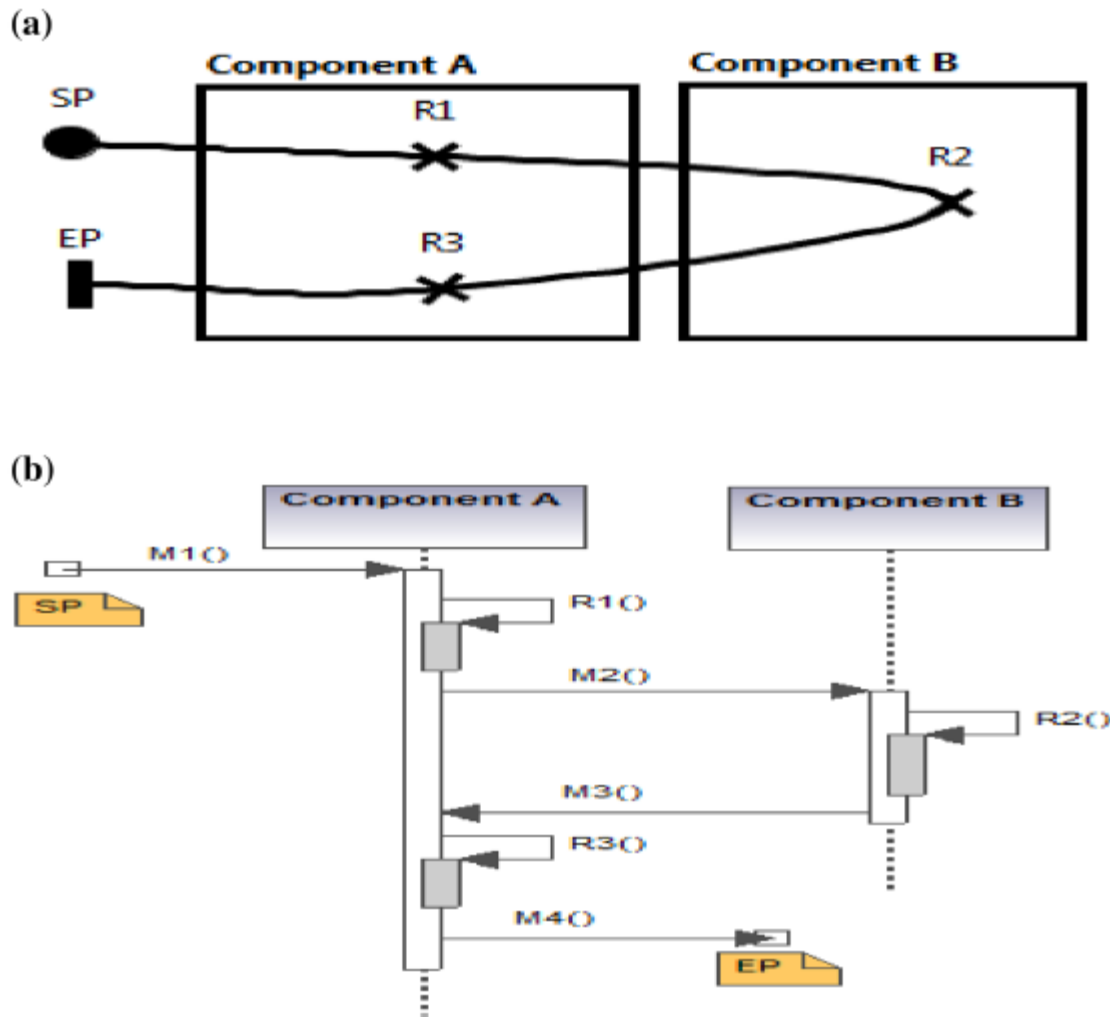 (a)
Component A
Component B
SP
R1
R2
EP
R3
(b)
Component A
Component B
M1()
SP
R1()
M2()
R2()
M3()
R3()
M4()
EP